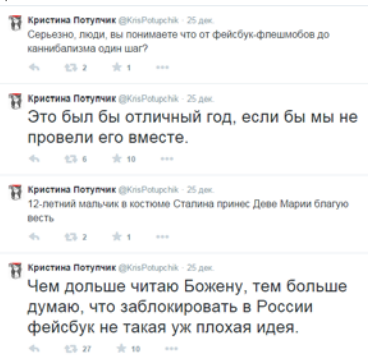 Кристина Потупчик @KrisPotupchik · 25 дек.
Серьезно, люди, вы понимаете что от фейсбук-флешмобов до
каннибализма один шаг?
2 1
Кристина Потупчик @KrisPotupchik · 25 дек.
Это был бы отличный год, если бы мы не
провели его вместе.
6 10
Кристина Потупчик @KrisPotupchik · 25 дек.
12-летний мальчик в костюме Сталина принес Деве Марии благую
весть
2 1
Кристина Потупчик @KrisPotupchik · 25 дек.
Чем дольше читаю Божену, тем больше
думаю, что заблокировать в России
фейсбук не такая уж плохая идея.
27 10